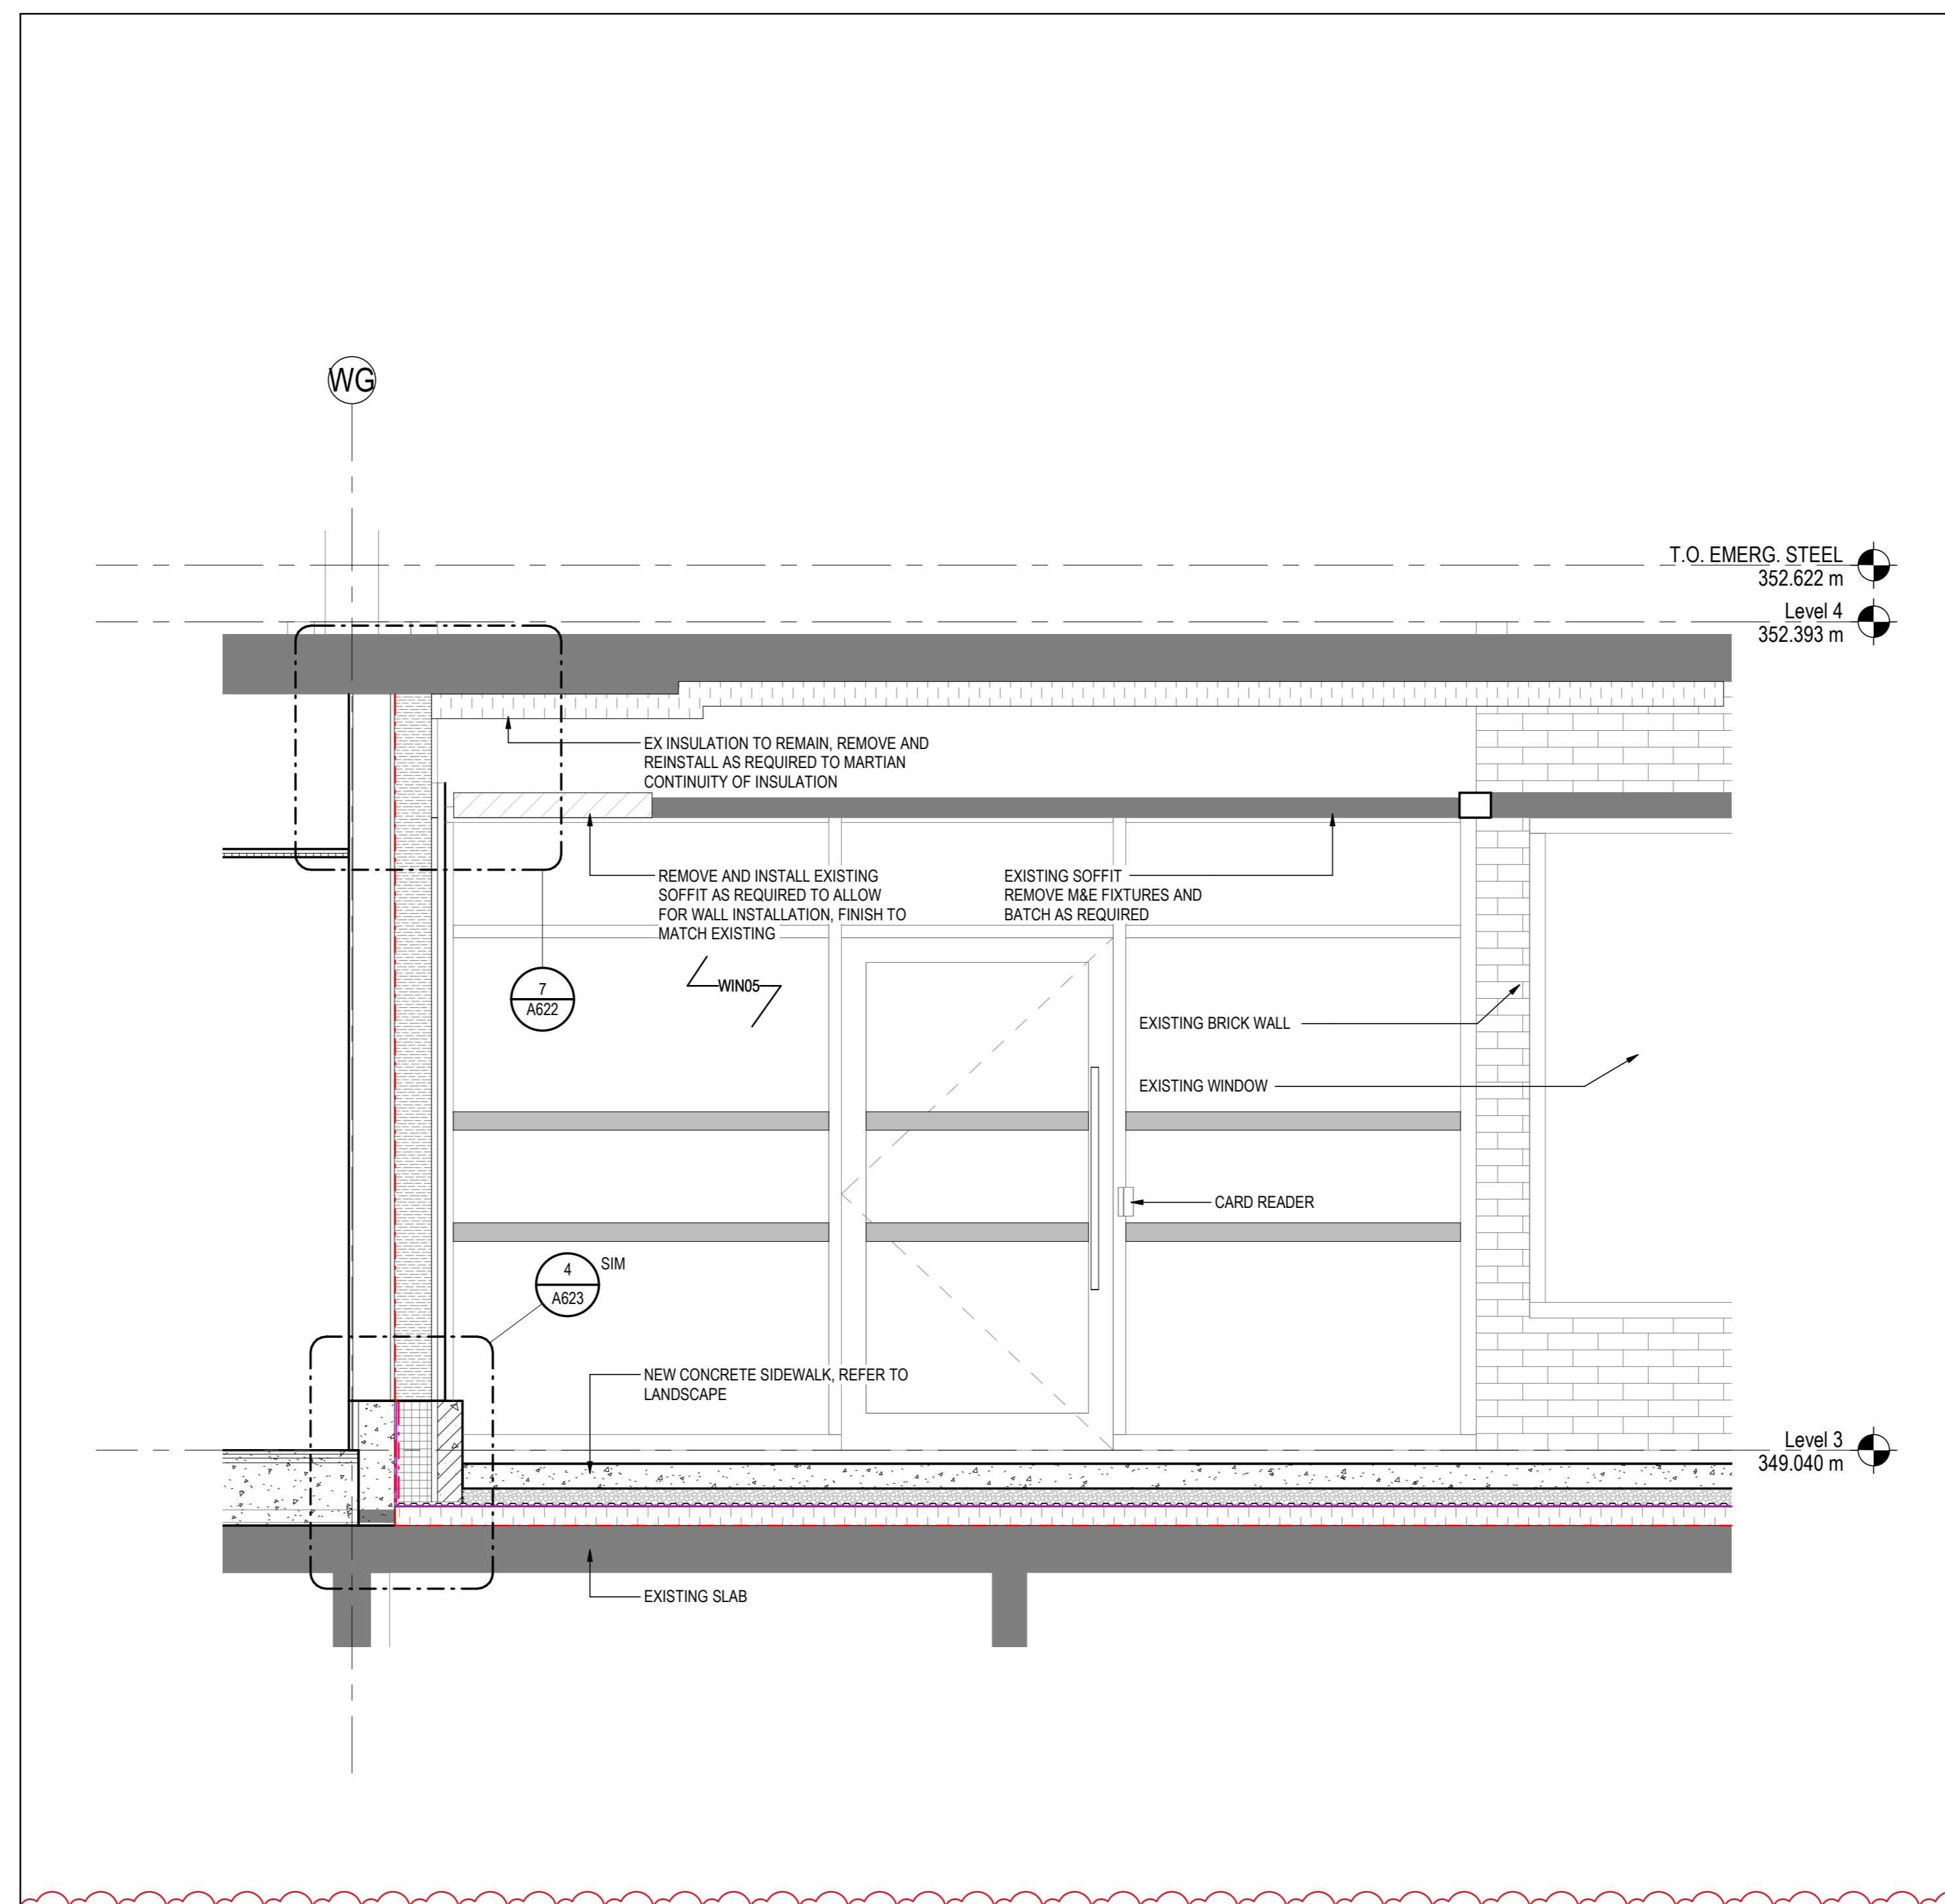 WG
T.O. EMERG. STEEL
352.622 m
Level 4
352.393 m
EX INSULATION TO REMAIN, REMOVE AND
REINSTALL AS REQUIRED TO MARTIAN
CONTINUITY OF INSULATION
REMOVE AND INSTALL EXISTING
SOFFIT AS REQUIRED TO ALLOW
FOR WALL INSTALLATION, FINISH TO
MATCH EXISTING
EXISTING SOFFIT
REMOVE M&E FIXTURES AND
BATCH AS REQUIRED
7
A622
WIN05
EXISTING BRICK WALL
EXISTING WINDOW
CARD READER
4
A623
SIM
NEW CONCRETE SIDEWALK, REFER TO
LANDSCAPE
Level 3
349.040 m
EXISTING SLAB